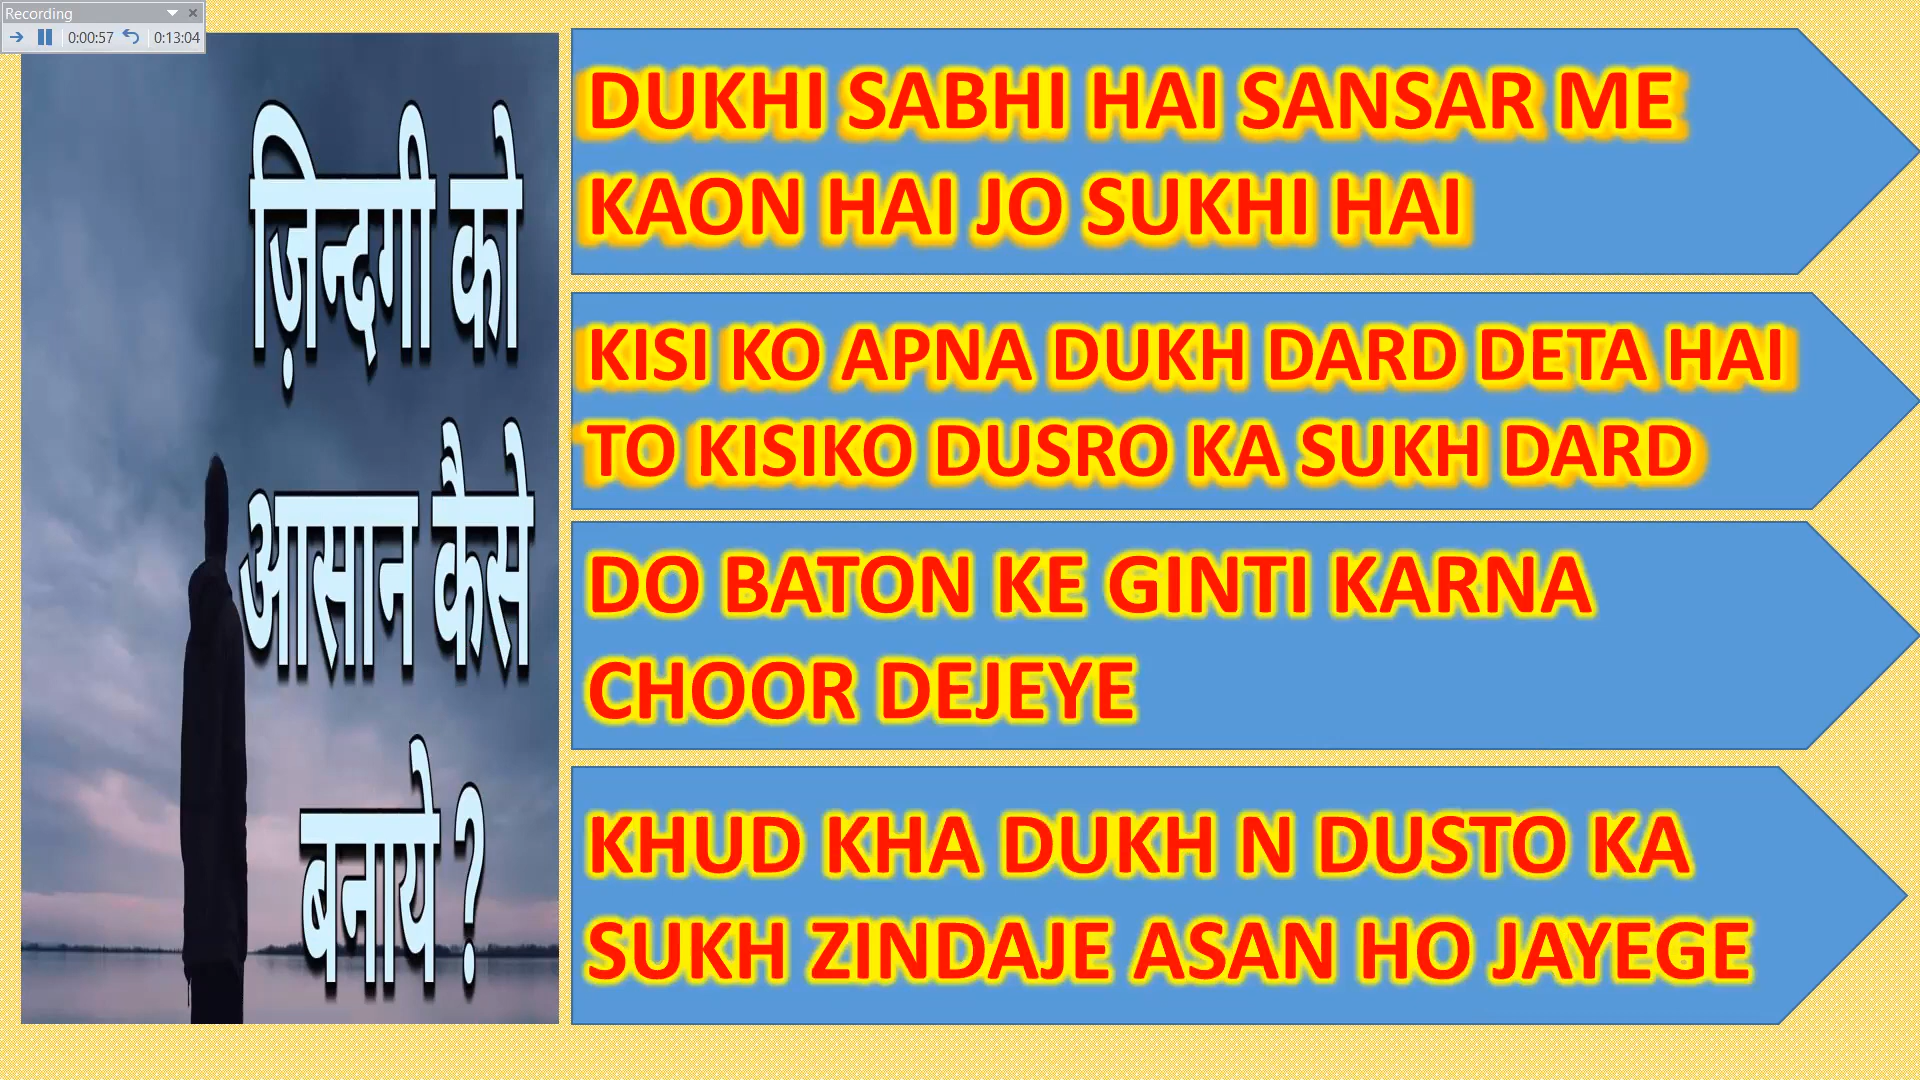 Recording
0:00:57 0:13:04
ज़िन्दगी को
आसान कैसे
बनाये ?
DUKHI SABHI HAI SANSAR ME
KAON HAI JO SUKHI HAI
KISI KO APNA DUKH DARD DETA HAI
TO KISIKO DUSRO KA SUKH DARD
DO BATON KE GINTI KARNA
CHOOR DEJEYE
KHUD KHA DUKH N DUSTO KA
SUKH ZINDAJE ASAN HO JAYEGE